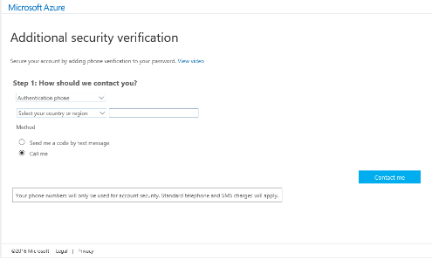 Microsoft Azure
Additional security verification
Secure your account by adding phone verification to your password. View video
Step 1: How should we contact you?
Authentication phone
Select your country or region
Method
Send me a code by text message
Call me
Contact me
Your phone numbers will only be used for account security. Standard telephone and SMS charges will apply.
©2016 Microsoft Legal | Privacy